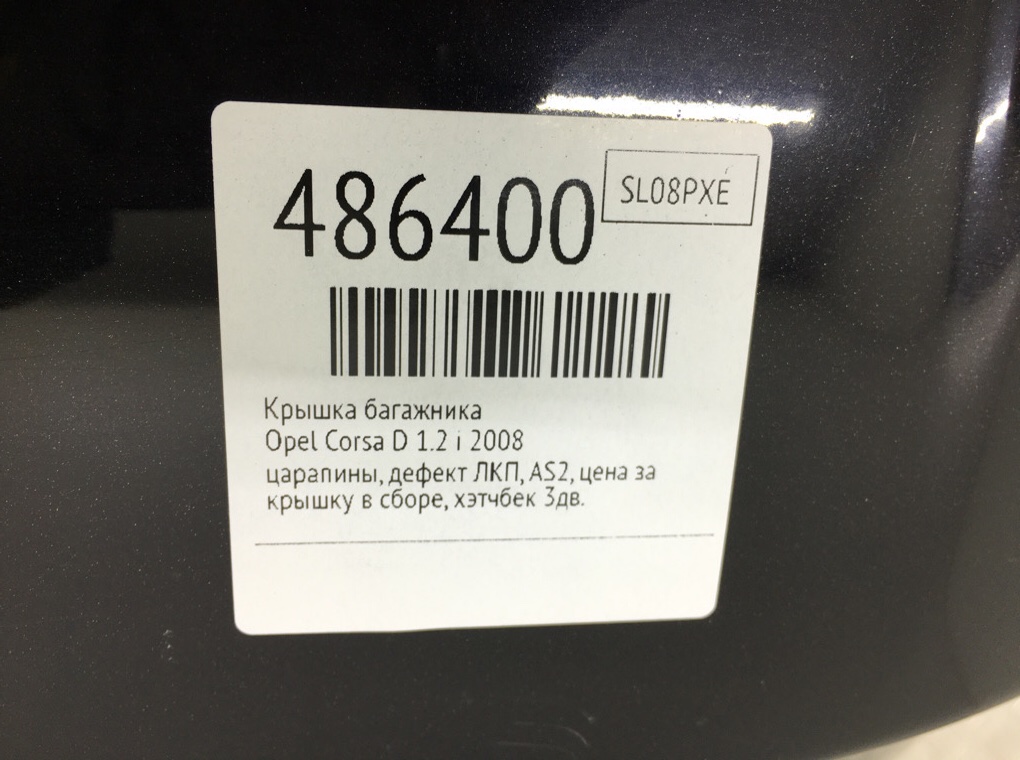 486400
SL08PXE
Крышка багажника
Opel Corsa D 1.2 i 2008
царапины, дефект ЛКП, AS2, цена за
крышку в сборе, хэтчбек 3дв.